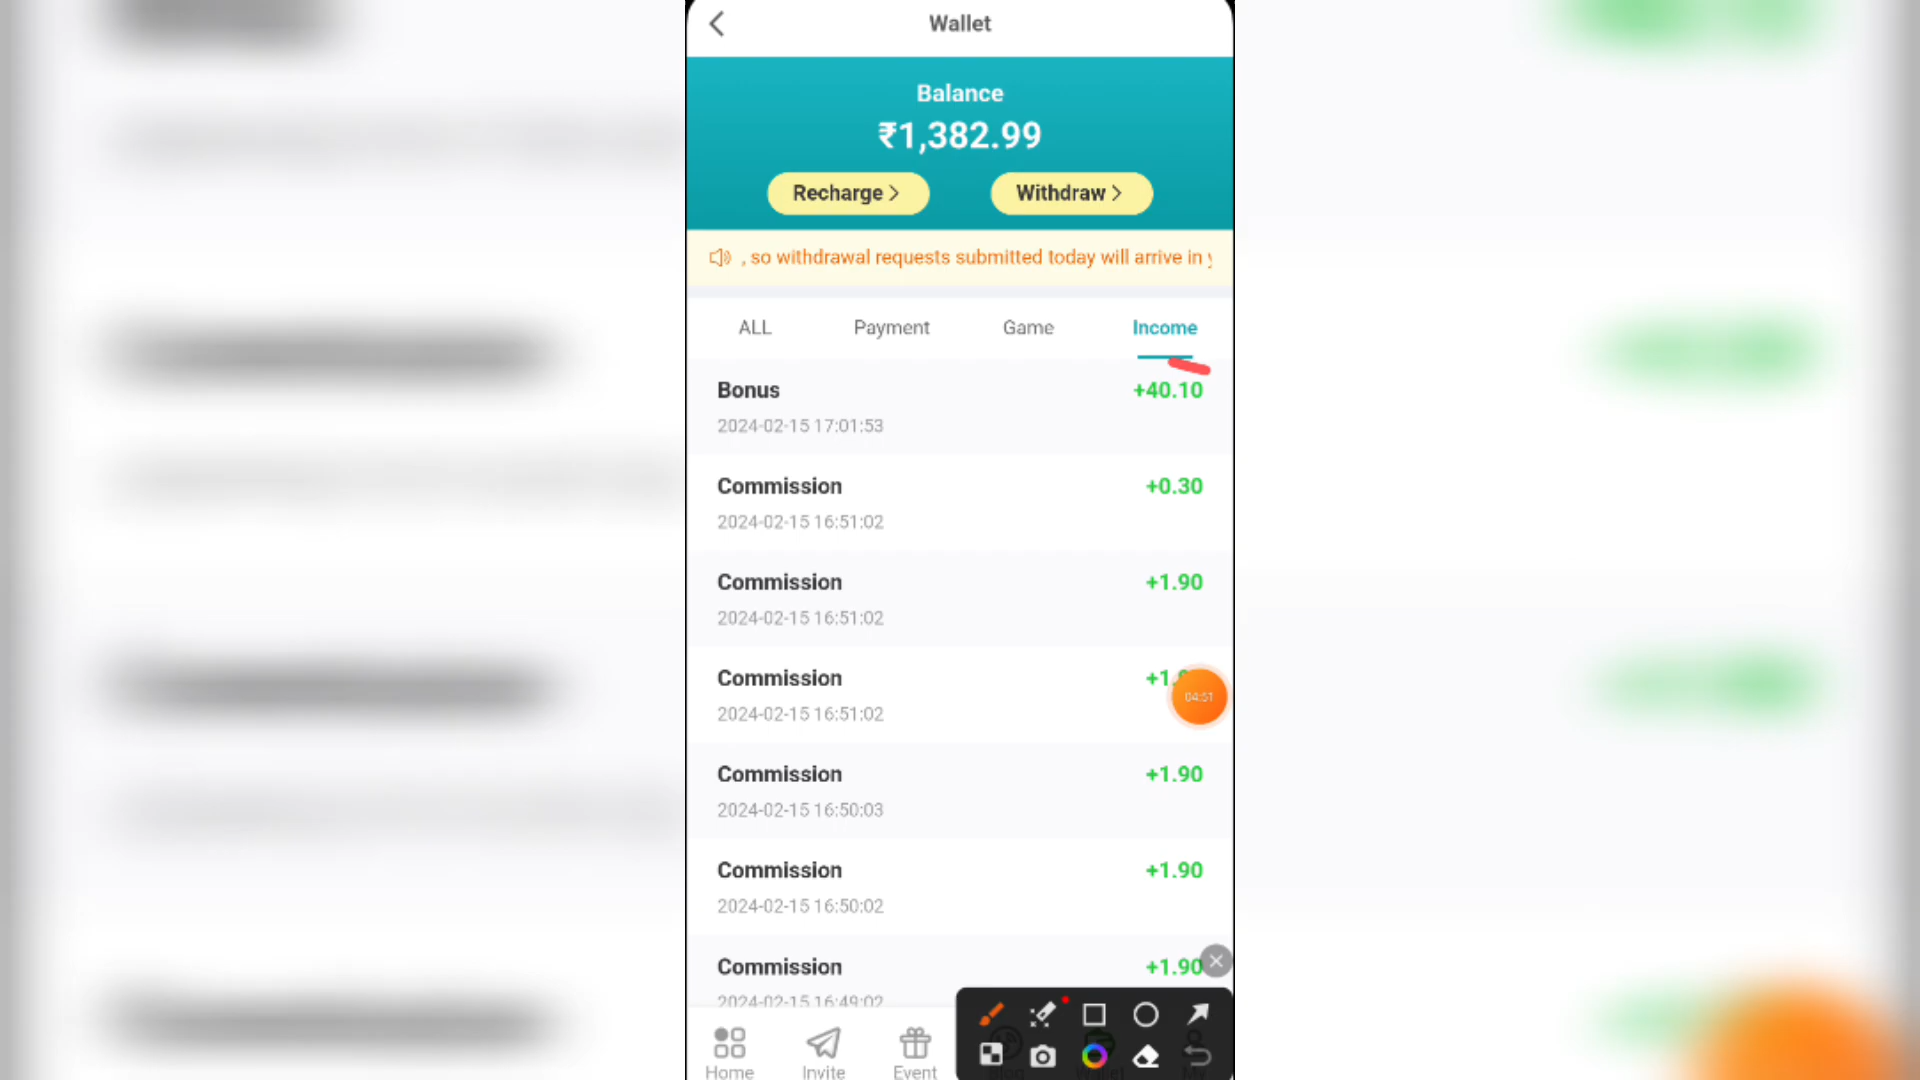 Wallet
Balance
₹1,382.99
Recharge >
Withdraw >
, so withdrawal requests submitted today will arrive in
ALL
Payment
Game
Income
Bonus
+40.10
2024-02-15 17:01:53
Commission
+0.30
2024-02-15 16:51:02
Commission
+1.90
2024-02-15 16:51:02
Commission
+1.
04:51
2024-02-15 16:51:02
Commission
+1.90
2024-02-15 16:50:03
Commission
+1.90
2024-02-15 16:50:02
Commission
+1.90
2024-02-15 16:49:02
Home
Invite
Event